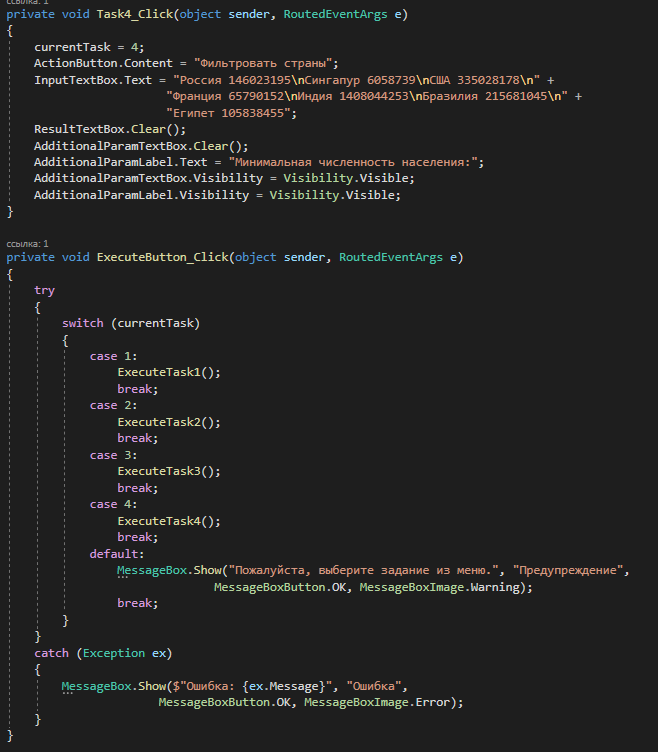 ссылка: 1
private void Task4_Click(object sender, RoutedEventArgs e)
{
    currentTask = 4;
    ActionButton.Content = "Фильтровать страны";
    InputTextBox.Text = "Россия 146023195\nСингапур 6058739\nСША 335028178\n" +
                       "Франция 65790152\nИндия 1408044253\nБразилия 215681045\n" +
                       "Египет 105838455";
    ResultTextBox.Clear();
    AdditionalParamTextBox.Clear();
    AdditionalParamLabel.Text = "Минимальная численность населения:";
    AdditionalParamTextBox.Visibility = Visibility.Visible;
    AdditionalParamLabel.Visibility = Visibility.Visible;
}
ссылка: 1
private void ExecuteButton_Click(object sender, RoutedEventArgs e)
{
    try
    {
        switch (currentTask)
        {
            case 1:
                ExecuteTask1();
                break;
            case 2:
                ExecuteTask2();
                break;
            case 3:
                ExecuteTask3();
                break;
            case 4:
                ExecuteTask4();
                break;
            default:
                MessageBox.Show("Пожалуйста, выберите задание из меню.", "Предупреждение",
                              MessageBoxButton.OK, MessageBoxImage.Warning);
                break;
        }
    }
    catch (Exception ex)
    {
        MessageBox.Show($"Ошибка: {ex.Message}", "Ошибка",
                      MessageBoxButton.OK, MessageBoxImage.Error);
    }
}